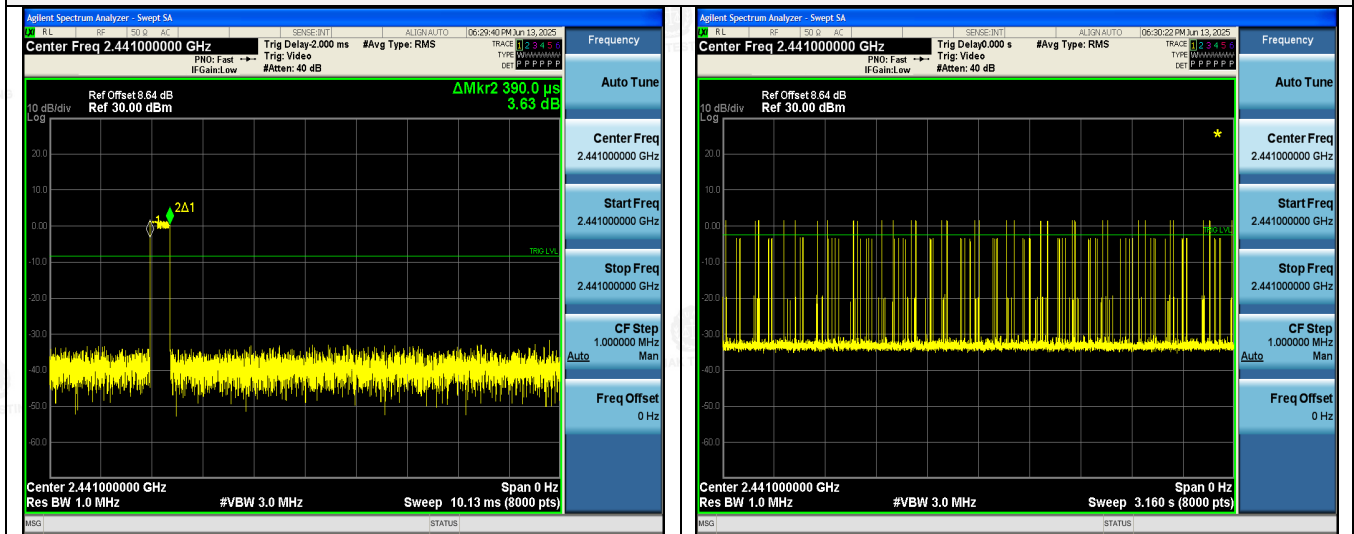 Agilent Spectrum Analyzer - Swept SA
LXI RL RF 50 Ω AC SENSE:INT ALIGNAUTO 06:29:40 PM Jun 13, 2025
Center Freq 2.441000000 GHz
Trig Delay-2.000 ms #Avg Type: RMS
TRACE 1 2 3 4 5 6
PNO: Fast Trig: Video
TYPE WWWWWW
IFGain:Low #Atten: 40 dB
DET P P P P P P
ΔMkr2 390.0 µs
3.63 dB
Ref Offset 8.64 dB
10 dB/div Ref 30.00 dBm
Log
20.0
10.0
2Δ1
1
0.00
TRIG LVL
-10.0
-20.0
-30.0
-40.0
-50.0
-60.0
Center 2.441000000 GHz Span 0 Hz
Res BW 1.0 MHz #VBW 3.0 MHz Sweep 10.13 ms (8000 pts)
MSG STATUS
Frequency
Auto Tune
Center Freq
2.441000000 GHz
Start Freq
2.441000000 GHz
Stop Freq
2.441000000 GHz
CF Step
1.000000 MHz
Auto Man
Freq Offset
0 Hz
Agilent Spectrum Analyzer - Swept SA
LXI RL RF 50 Ω AC SENSE:INT ALIGNAUTO 06:30:22 PM Jun 13, 2025
Center Freq 2.441000000 GHz
Trig Delay0.000 s #Avg Type: RMS
TRACE 1 2 3 4 5 6
PNO: Fast Trig: Video
TYPE WWWWWW
IFGain:Low #Atten: 40 dB
DET P P P P P P
Ref Offset 8.64 dB
10 dB/div Ref 30.00 dBm
Log
*
20.0
10.0
0.00
TRIG LVL
-10.0
-20.0
-30.0
-40.0
-50.0
-60.0
Center 2.441000000 GHz Span 0 Hz
Res BW 1.0 MHz #VBW 3.0 MHz Sweep 3.160 s (8000 pts)
MSG STATUS
Frequency
Auto Tune
Center Freq
2.441000000 GHz
Start Freq
2.441000000 GHz
Stop Freq
2.441000000 GHz
CF Step
1.000000 MHz
Auto Man
Freq Offset
0 Hz